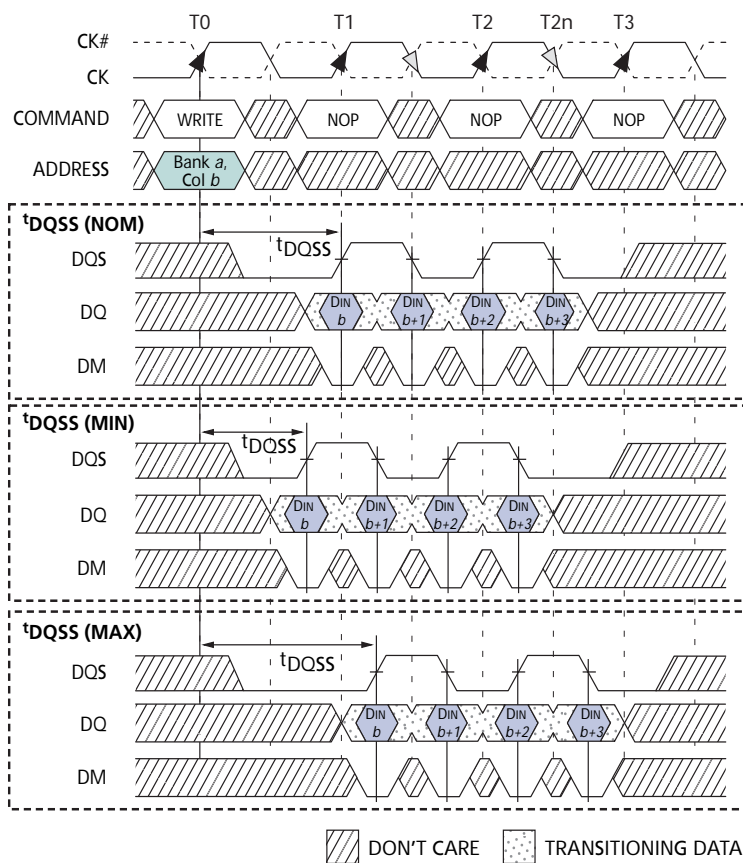 T0 T1 T2 T2n T3
CK#
CK
COMMAND WRITE NOP NOP NOP
ADDRESS Bank a,
Col b
tDQSS (NOM)
tDQSS
DQS
DQ DIN b DIN b+1 DIN b+2 DIN b+3
DM
tDQSS (MIN)
tDQSS
DQS
DQ DIN b DIN b+1 DIN b+2 DIN b+3
DM
tDQSS (MAX)
tDQSS
DQS
DQ DIN b DIN b+1 DIN b+2 DIN b+3
DM
DON'T CARE TRANSITIONING DATA